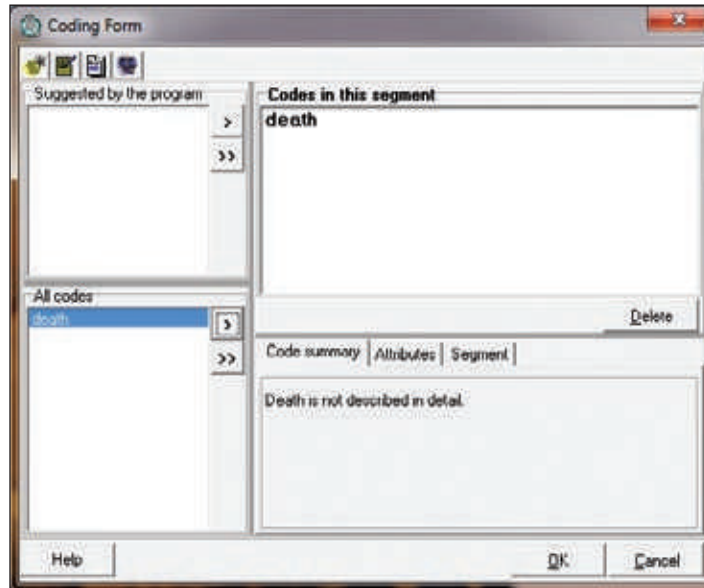 Coding Form
x
Suggested by the program
>
>>
Codes in this segment
death
All codes
death
>
>>
Delete
Code summary
Attributes
Segment
Death is not described in detail.
Help
OK
Cancel